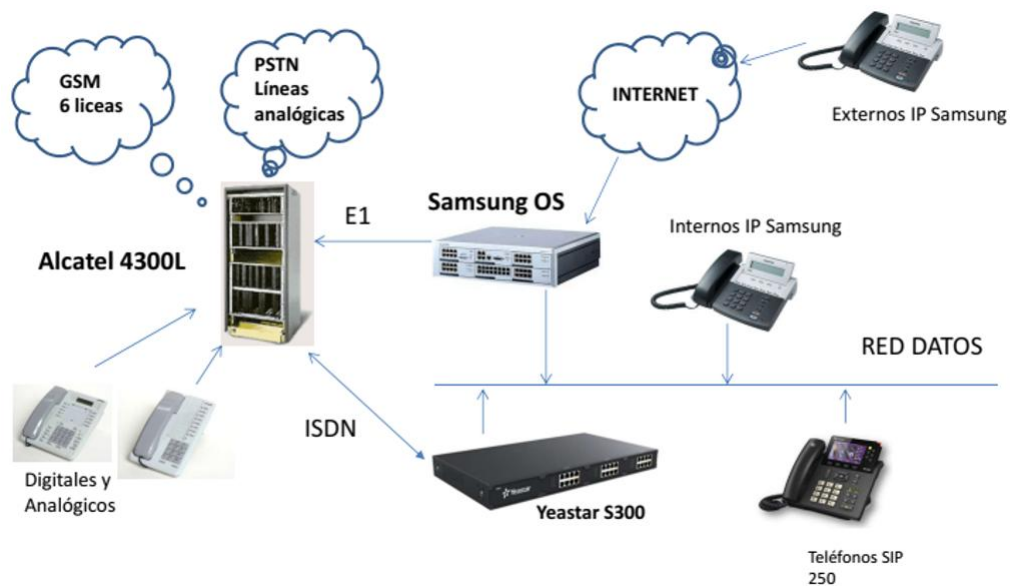 GSM
6 liceas
PSTN
Líneas
analógicas
INTERNET
Externos IP Samsung
E1
Samsung OS
Internos IP Samsung
Alcatel 4300L
RED DATOS
ISDN
Digitales y
Analógicos
Yeastar
Yeastar S300
Teléfonos SIP
250